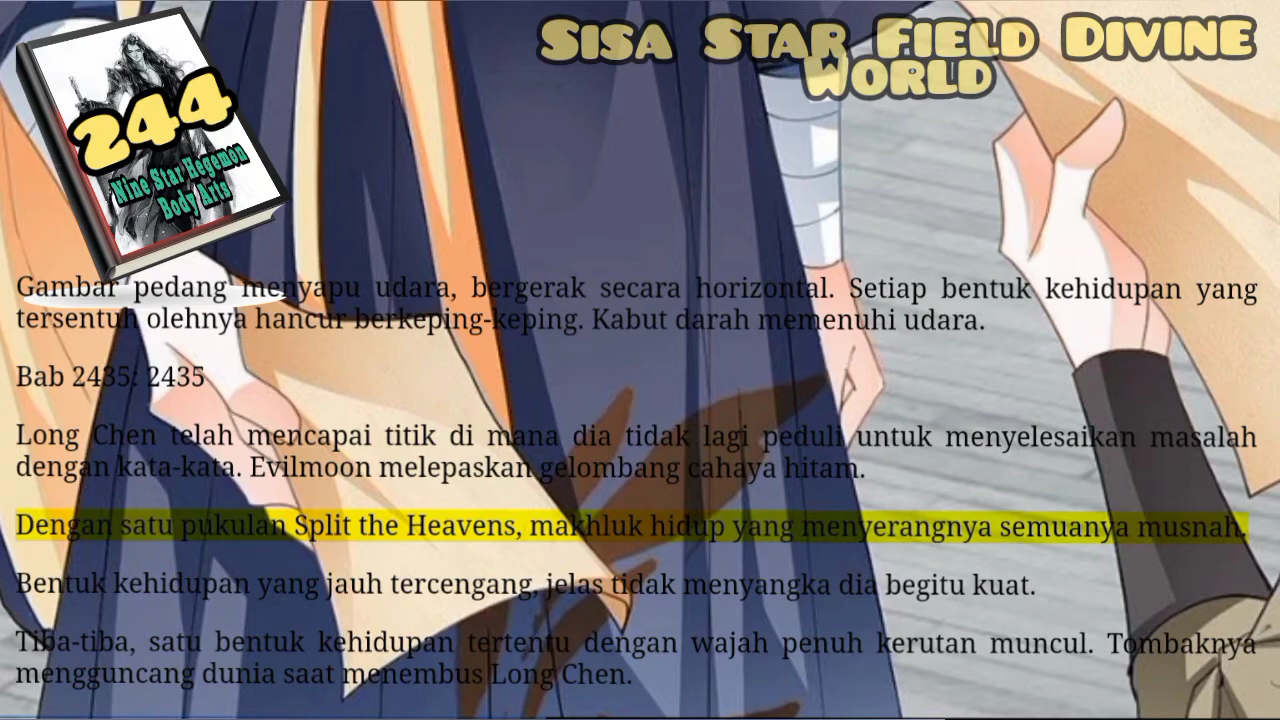 Sisa Star Field Divine
World
244
Nine Star Hegemon
Body Arts
Gambar pedang menyapu udara, bergerak secara horizontal. Setiap bentuk kehidupan yang
tersentuh olehnya hancur berkeping-keping. Kabut darah memenuhi udara.
Bab 2435: 2435
Long Chen telah mencapai titik di mana dia tidak lagi peduli untuk menyelesaikan masalah
dengan kata-kata. Evilmoon melepaskan gelombang cahaya hitam.
Dengan satu pukulan Split the Heavens, makhluk hidup yang menyerangnya semuanya musnah.
Bentuk kehidupan yang jauh tercengang, jelas tidak menyangka dia begitu kuat.
Tiba-tiba, satu bentuk kehidupan tertentu dengan wajah penuh kerutan muncul. Tombaknya
mengguncang dunia saat menembus Long Chen.